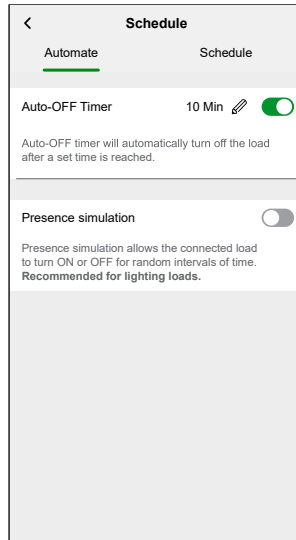 Schedule
Automate Schedule
Auto-OFF Timer 10 Min
Auto-OFF timer will automatically turn off the load
after a set time is reached.
Presence simulation
Presence simulation allows the connected load
to turn ON or OFF for random intervals of time.
Recommended for lighting loads.